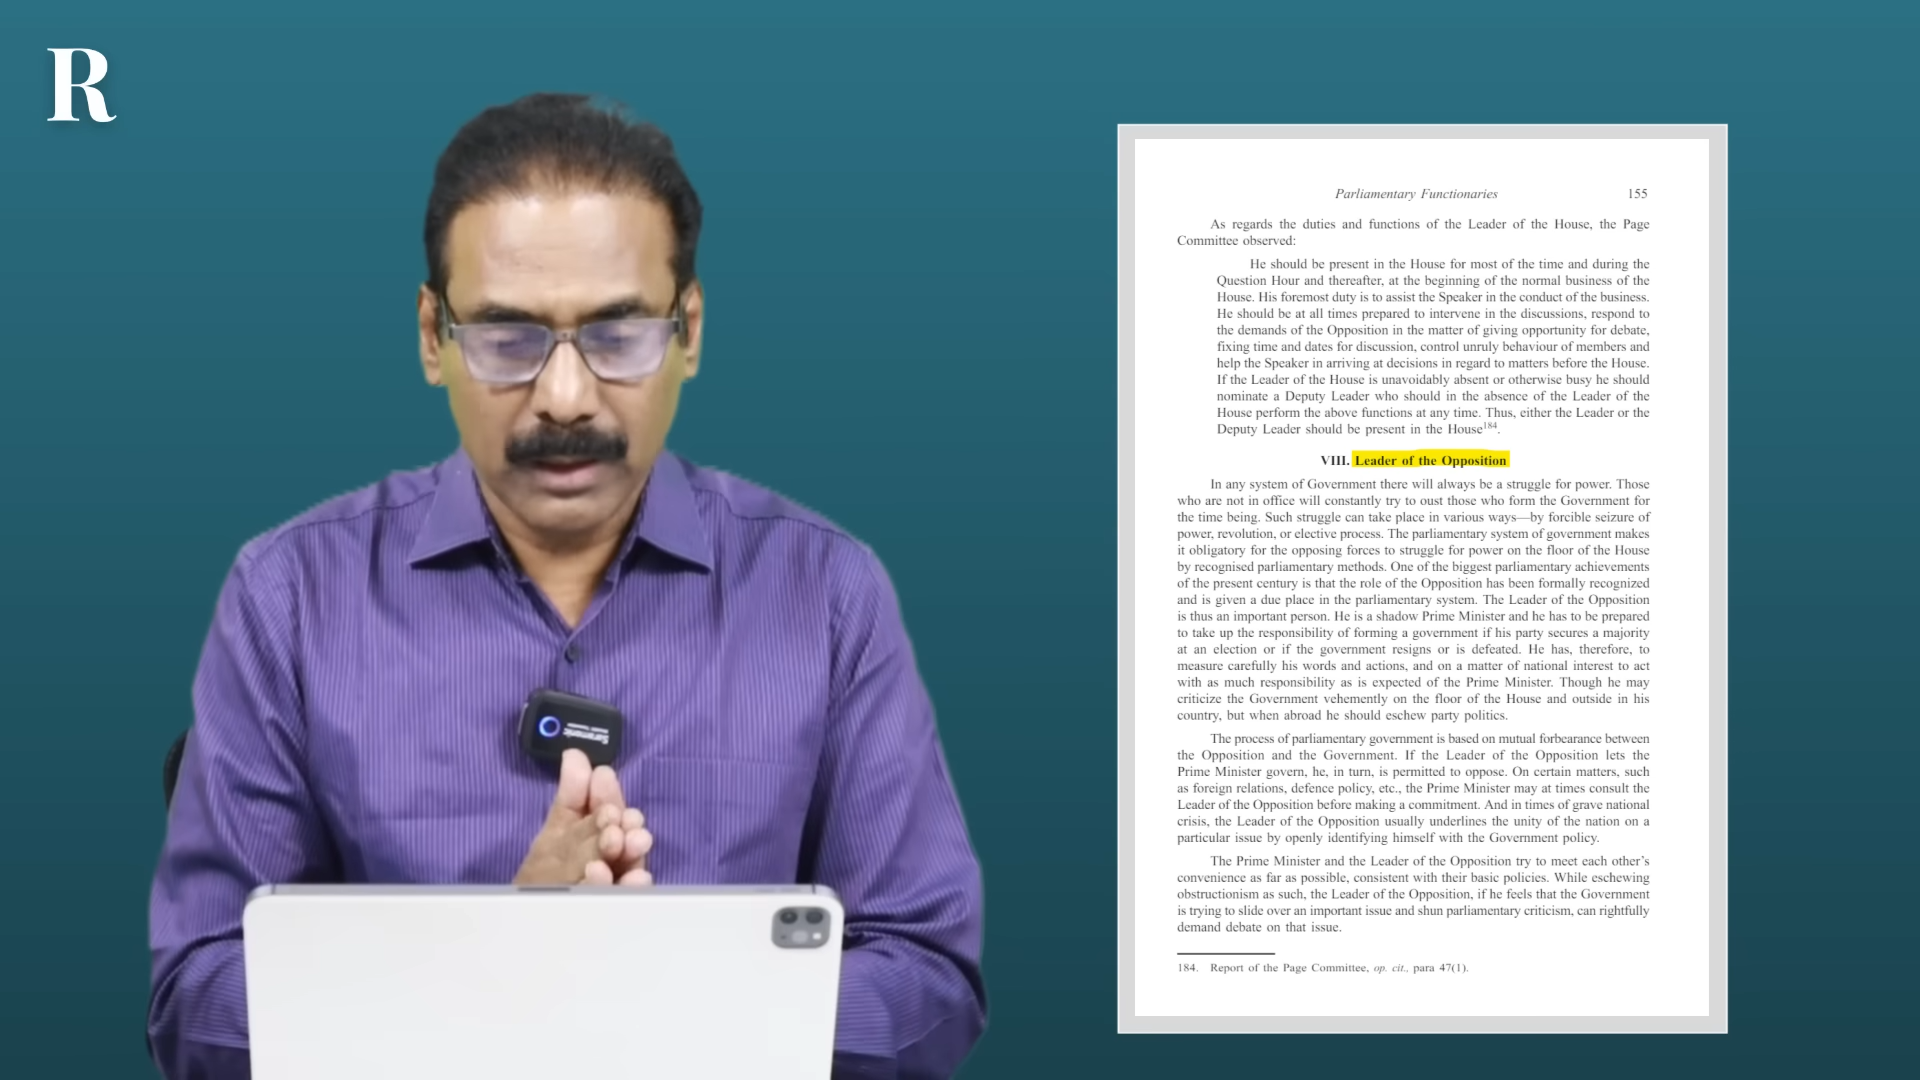 R
Parliamentary Functionaries 155
As regards the duties and functions of the Leader of the House, the Page
Committee observed:
He should be present in the House for most of the time and during the
Question Hour and thereafter, at the beginning of the normal business of the
House. His foremost duty is to assist the Speaker in the conduct of the business.
He should be at all times prepared to intervene in the discussions, respond to
the demands of the Opposition in the matter of giving opportunity for debate,
fixing time and dates for discussion, control unruly behaviour of members and
help the Speaker in arriving at decisions in regard to matters before the House.
If the Leader of the House is unavoidably absent or otherwise busy he should
nominate a Deputy Leader who should in the absence of the Leader of the
House perform the above functions at any time. Thus, either the Leader or the
Deputy Leader should be present in the House184.
VIII. Leader of the Opposition
In any system of Government there will always be a struggle for power. Those
who are not in office will constantly try to oust those who form the Government for
the time being. Such struggle can take place in various ways—by forcible seizure of
power, revolution, or elective process. The parliamentary system of government makes
it obligatory for the opposing forces to struggle for power on the floor of the House
by recognised parliamentary methods. One of the biggest parliamentary achievements
of the present century is that the role of the Opposition has been formally recognized
and is given a due place in the parliamentary system. The Leader of the Opposition
is thus an important person. He is a shadow Prime Minister and he has to be prepared
to take up the responsibility of forming a government if his party secures a majority
at an election or if the government resigns or is defeated. He has, therefore, to
measure carefully his words and actions, and on a matter of national interest to act
with as much responsibility as is expected of the Prime Minister. Though he may
criticize the Government vehemently on the floor of the House and outside in his
country, but when abroad he should eschew party politics.
The process of parliamentary government is based on mutual forbearance between
the Opposition and the Government. If the Leader of the Opposition lets the
Prime Minister govern, he, in turn, is permitted to oppose. On certain matters, such
as foreign relations, defence policy, etc., the Prime Minister may at times consult the
Leader of the Opposition before making a commitment. And in times of grave national
crisis, the Leader of the Opposition usually underlines the unity of the nation on a
particular issue by openly identifying himself with the Government policy.
The Prime Minister and the Leader of the Opposition try to meet each other’s
convenience as far as possible, consistent with their basic policies. While eschewing
obstructionism as such, the Leader of the Opposition, if he feels that the Government
is trying to slide over an important issue and shun parliamentary criticism, can rightfully
demand debate on that issue.
184. Report of the Page Committee, op. cit., para 47(1).
Saramonic